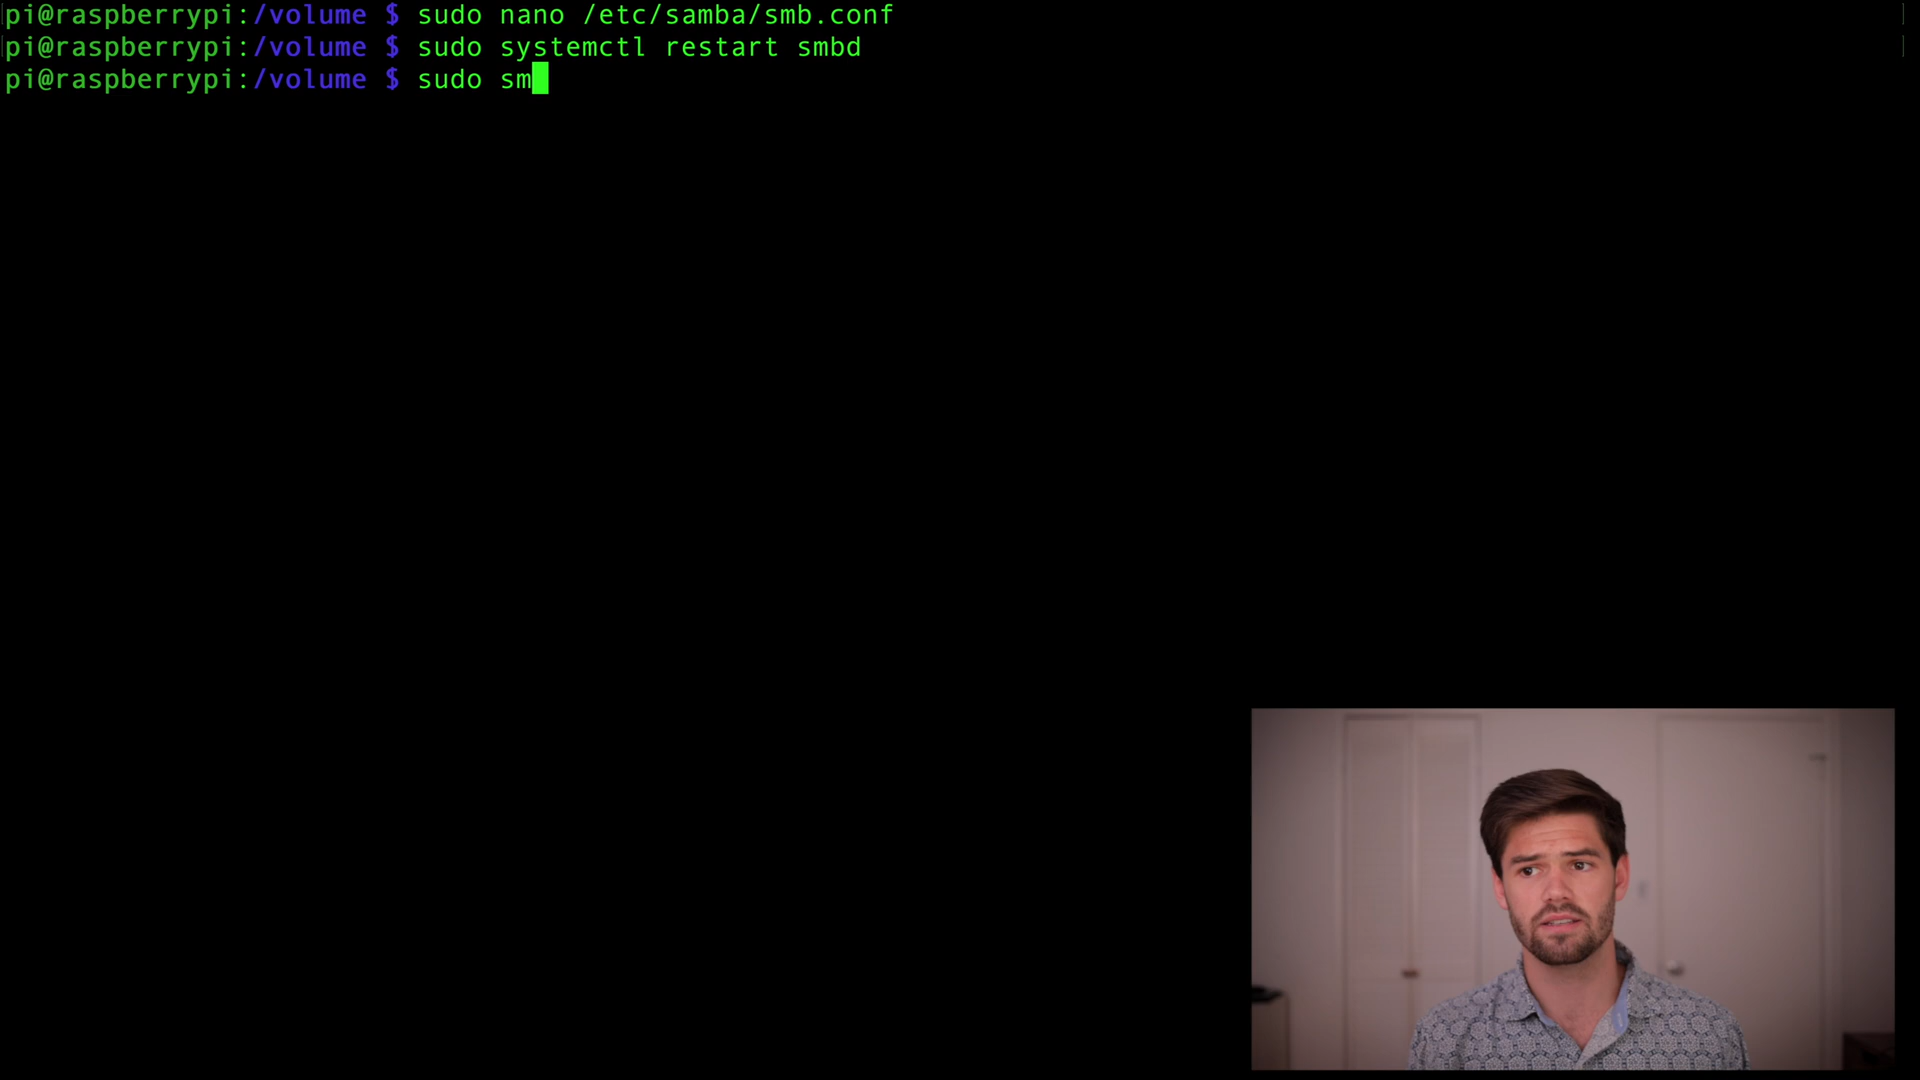 pi@raspberrypi:/volume $ sudo nano /etc/samba/smb.conf
pi@raspberrypi:/volume $ sudo systemctl restart smbd
pi@raspberrypi:/volume $ sudo sm